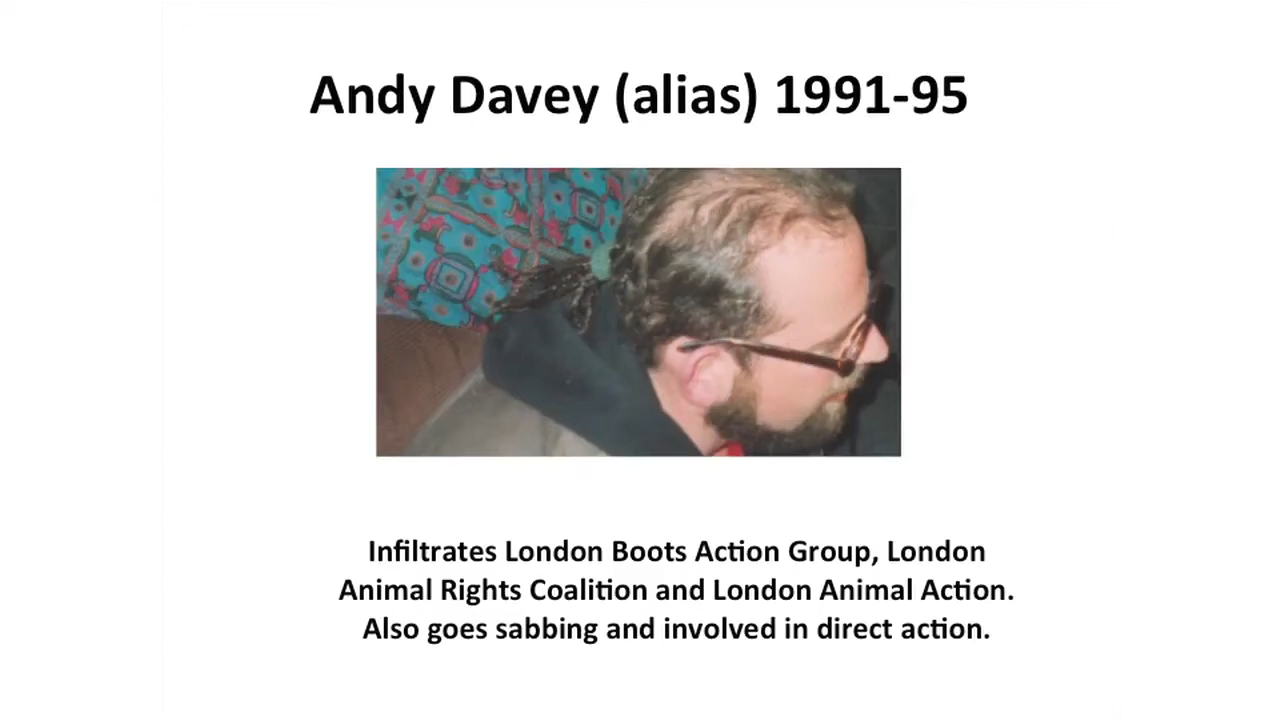 Andy Davey (alias) 1991-95
Infiltrates London Boots Action Group, London
Animal Rights Coalition and London Animal Action.
Also goes sabbing and involved in direct action.